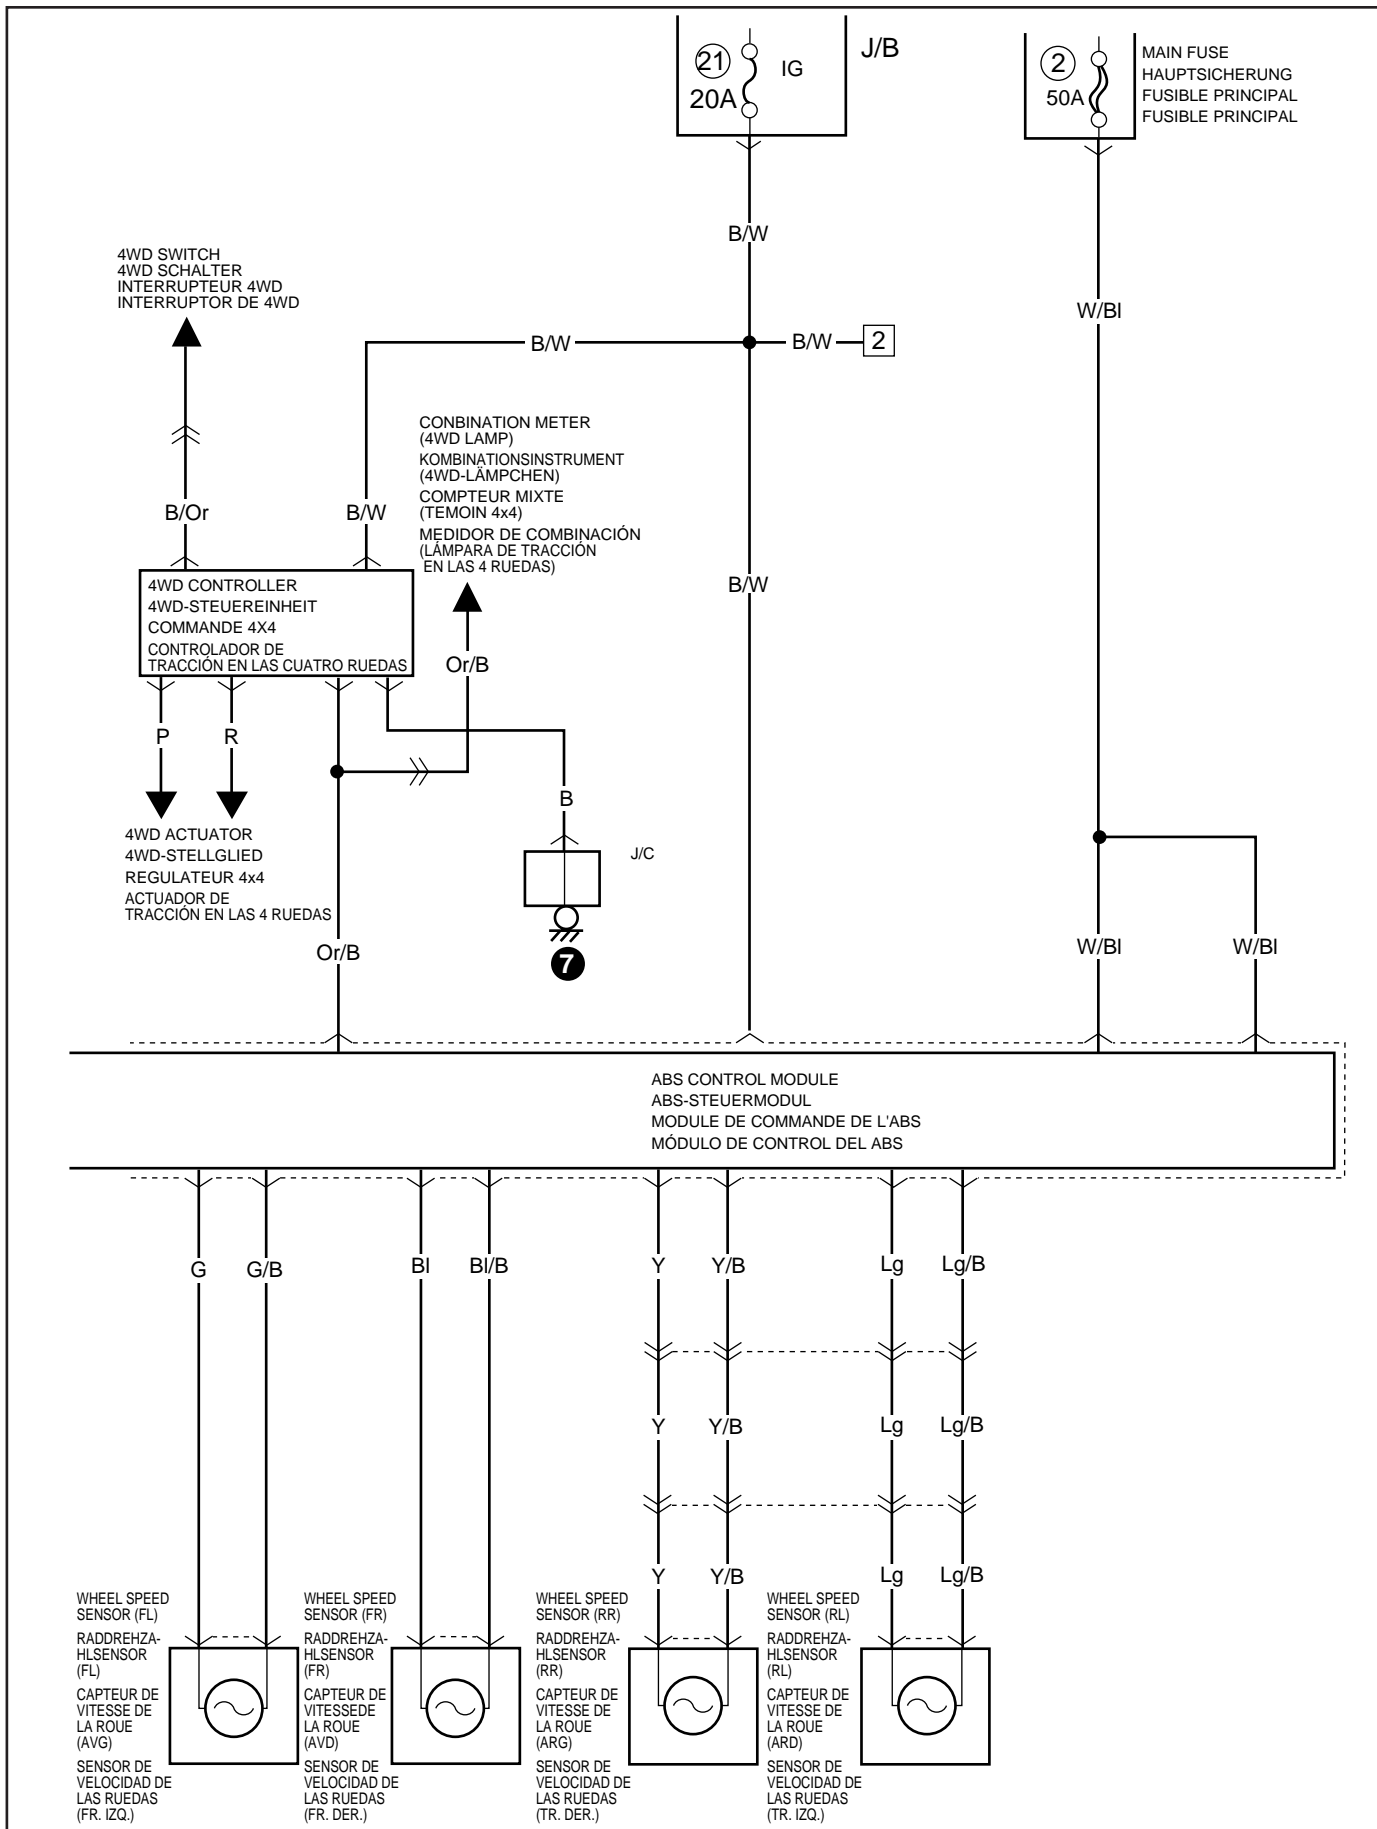 21
20A
IG
J/B
2
50A
MAIN FUSE
HAUPTSICHERUNG
FUSIBLE PRINCIPAL
FUSIBLE PRINCIPAL
B/W
4WD SWITCH
4WD SCHALTER
INTERRUPTEUR 4WD
INTERRUPTOR DE 4WD
W/Bl
B/W
B/W
2
CONBINATION METER
(4WD LAMP)
KOMBINATIONSINSTRUMENT
(4WD-LÄMPCHEN)
COMPTEUR MIXTE
(TEMOIN 4x4)
MEDIDOR DE COMBINACIÓN
(LÁMPARA DE TRACCIÓN
EN LAS 4 RUEDAS)
B/Or
B/W
B/W
4WD CONTROLLER
4WD-STEUEREINHEIT
COMMANDE 4X4
CONTROLADOR DE
TRACCIÓN EN LAS CUATRO RUEDAS
Or/B
P
R
B
4WD ACTUATOR
4WD-STELLGLIED
REGULATEUR 4x4
ACTUADOR DE
TRACCIÓN EN LAS 4 RUEDAS
J/C
7
Or/B
W/Bl
W/Bl
ABS CONTROL MODULE
ABS-STEUERMODUL
MODULE DE COMMANDE DE L'ABS
MÓDULO DE CONTROL DEL ABS
G
G/B
Bl
Bl/B
Y
Y/B
Lg
Lg/B
Y
Y/B
Lg
Lg/B
Y
Y/B
Lg
Lg/B
WHEEL SPEED
SENSOR (FL)
RADDREHZA-
HLSENSOR
(FL)
CAPTEUR DE
VITESSE DE
LA ROUE
(AVG)
SENSOR DE
VELOCIDAD DE
LAS RUEDAS
(FR. IZQ.)
WHEEL SPEED
SENSOR (FR)
RADDREHZA-
HLSENSOR
(FR)
CAPTEUR DE
VITESSEDE
LA ROUE
(AVD)
SENSOR DE
VELOCIDAD DE
LAS RUEDAS
(FR. DER.)
WHEEL SPEED
SENSOR (RR)
RADDREHZA-
HLSENSOR
(RR)
CAPTEUR DE
VITESSE DE
LA ROUE
(ARG)
SENSOR DE
VELOCIDAD DE
LAS RUEDAS
(TR. DER.)
WHEEL SPEED
SENSOR (RL)
RADDREHZA-
HLSENSOR
(RL)
CAPTEUR DE
VITESSE DE
LA ROUE
(ARD)
SENSOR DE
VELOCIDAD DE
LAS RUEDAS
(TR. IZQ.)